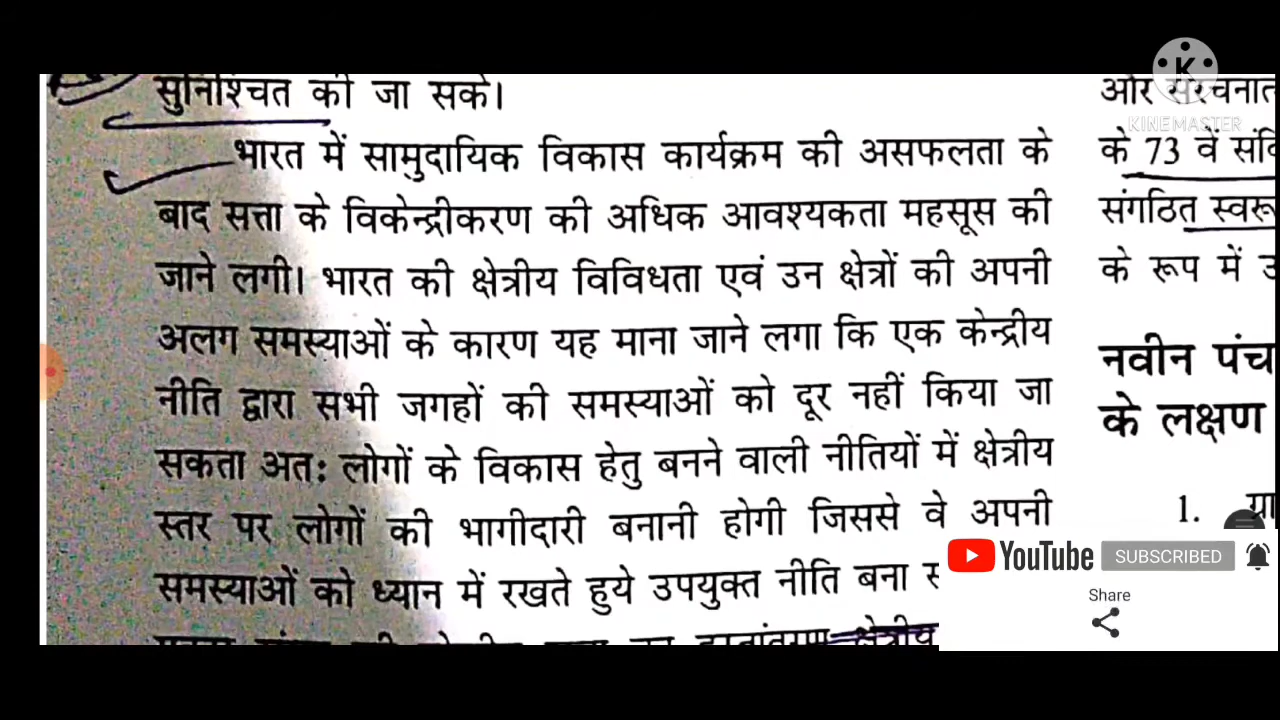 सुनिश्चित की जा सके।
भारत में सामुदायिक विकास कार्यक्रम की असफलता के
बाद सत्ता के विकेन्द्रीकरण की अधिक आवश्यकता महसूस की
जाने लगी। भारत की क्षेत्रीय विविधता एवं उन क्षेत्रों की अपनी
अलग समस्याओं के कारण यह माना जाने लगा कि एक केन्द्रीय
नीति द्वारा सभी जगहों की समस्याओं को दूर नहीं किया जा
सकता अतः लोगों के विकास हेतु बनने वाली नीतियों में क्षेत्रीय
स्तर पर लोगों की भागीदारी बनानी होगी जिससे वे अपनी
समस्याओं को ध्यान में रखते हुये उपयुक्त नीति बना
क्षेत्रीय
और
के 73 वें
संगठित
के रूप में
नवीन
के लक्षण
1.
K
KINEMASTER
YouTube SUBSCRIBED
Share